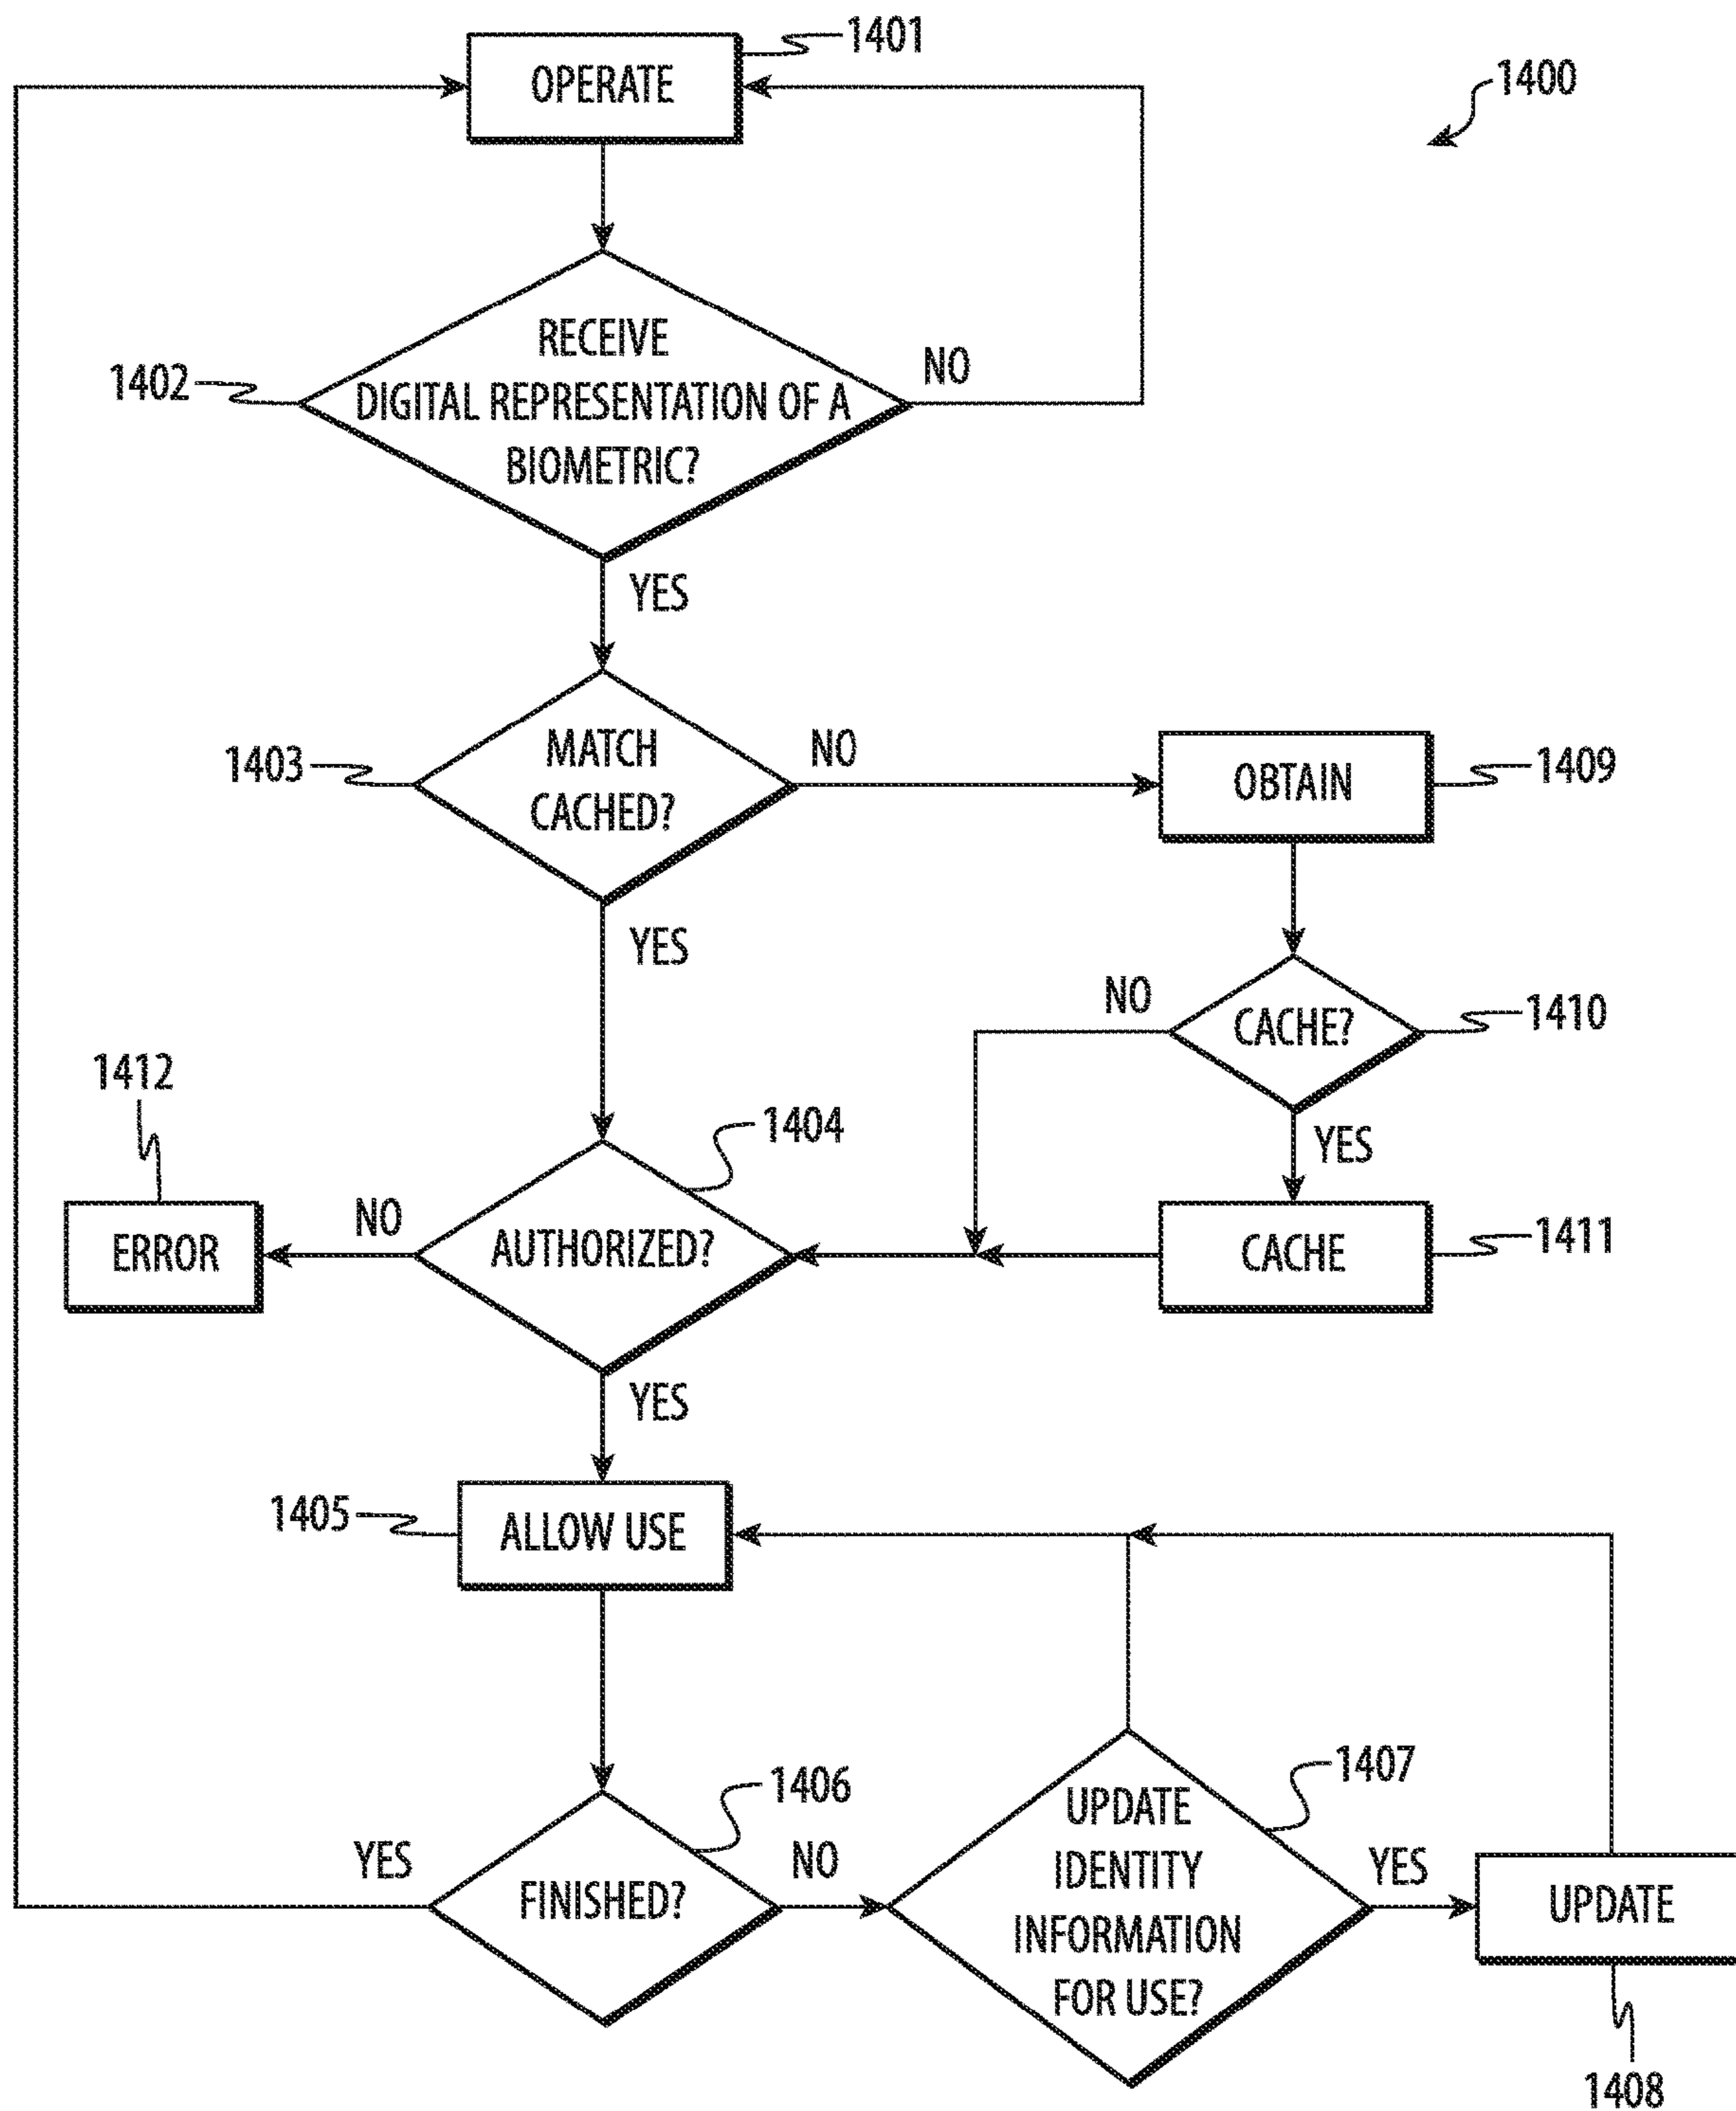 1401
OPERATE
1400
RECEIVE
DIGITAL REPRESENTATION OF A
BIOMETRIC?
1402
NO
YES
MATCH
CACHED?
1403
NO
OBTAIN
1409
YES
NO
CACHE?
1410
1412
1404
YES
ERROR
NO
AUTHORIZED?
CACHE
1411
YES
1405
ALLOW USE
1406
1407
YES
FINISHED?
NO
UPDATE
IDENTITY
INFORMATION
FOR USE?
YES
UPDATE
1408